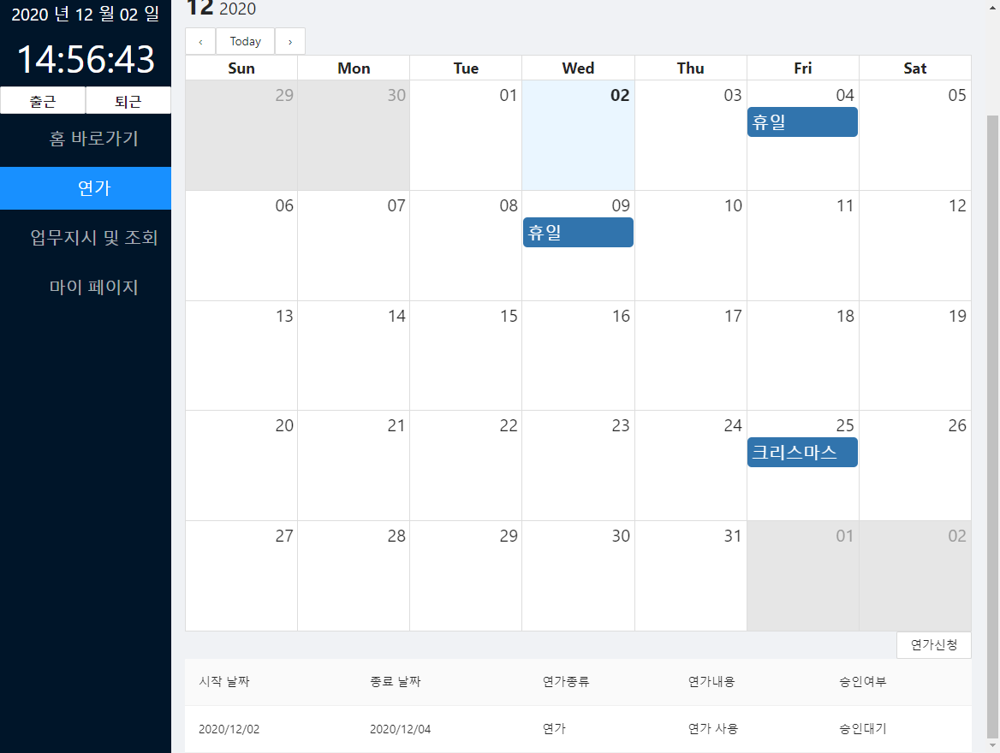 2020 년 12 월 02 일
14:56:43
출근 퇴근
홈 바로가기
연가
업무지시 및 조회
마이 페이지
12 2020
‹ Today ›
Sun Mon Tue Wed Thu Fri Sat
29 30 01 02 03 04 05
휴일
06 07 08 09 10 11 12
휴일
13 14 15 16 17 18 19
20 21 22 23 24 25 26
크리스마스
27 28 29 30 31 01 02
연가신청
시작 날짜 종료 날짜 연가종류 연가내용 승인여부
2020/12/02 2020/12/04 연가 연가 사용 승인대기